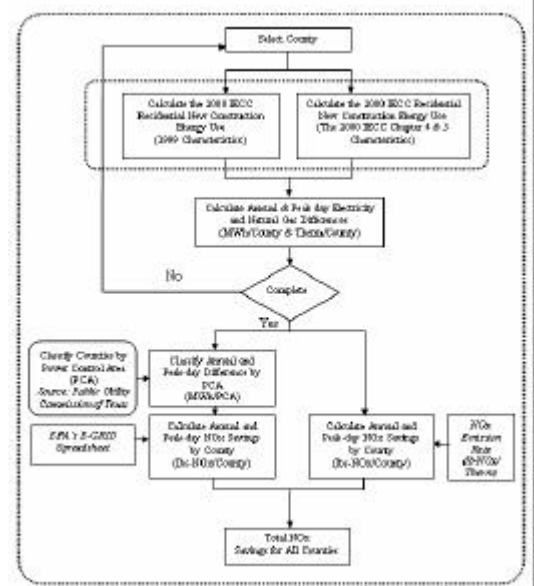 Select County
Calculate the 2000 IECC
Residential New Construction
Energy Use
(1999 Characteristics)
Calculate the 2000 IECC Residential
New Construction Energy Use
(The 2000 IECC Chapter 4 & 5
Characteristics)
Calculate Annual & Peak day Electricity
and Natural Gas Differences
(MWh/County & Therm/County)
No
Complete
Yes
Classify Counties by
Power Control Area
(PCA)
Source: Public Utility
Commission of Texas
Classify Annual and
Peak-day Difference by
PCA
(MWh/PCA)
EPA's E-GRID
Spreadsheet
Calculate Annual and
Peak-day NOx Savings
by County
(lbs-NOx/County)
Calculate Annual and
Peak-day NOx Savings
by County
(lbs-NOx/County)
NOx
Emission
Rate
(lb-NOx/
Therm)
Total NOx
Savings for All Counties